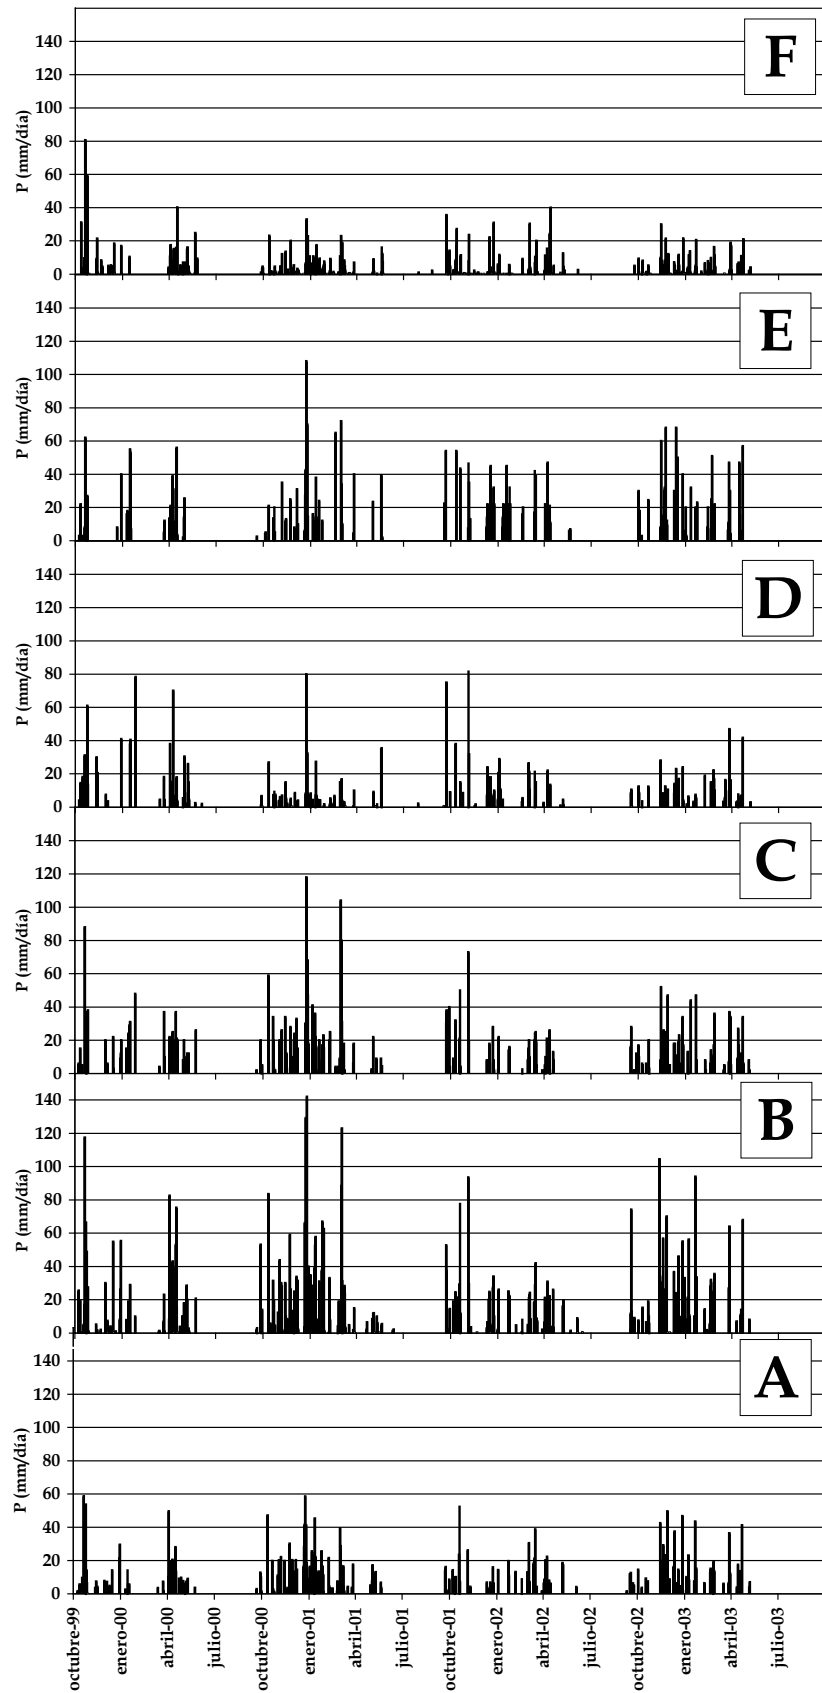 F
P (mm/día)
140
120
100
80
60
40
20
0
E
P (mm/día)
140
120
100
80
60
40
20
0
D
P (mm/día)
140
120
100
80
60
40
20
0
C
P (mm/día)
140
120
100
80
60
40
20
0
B
P (mm/día)
140
120
100
80
60
40
20
0
A
P (mm/día)
140
120
100
80
60
40
20
0
octubre-99
enero-00
abril-00
julio-00
octubre-00
enero-01
abril-01
julio-01
octubre-01
enero-02
abril-02
julio-02
octubre-02
enero-03
abril-03
julio-03